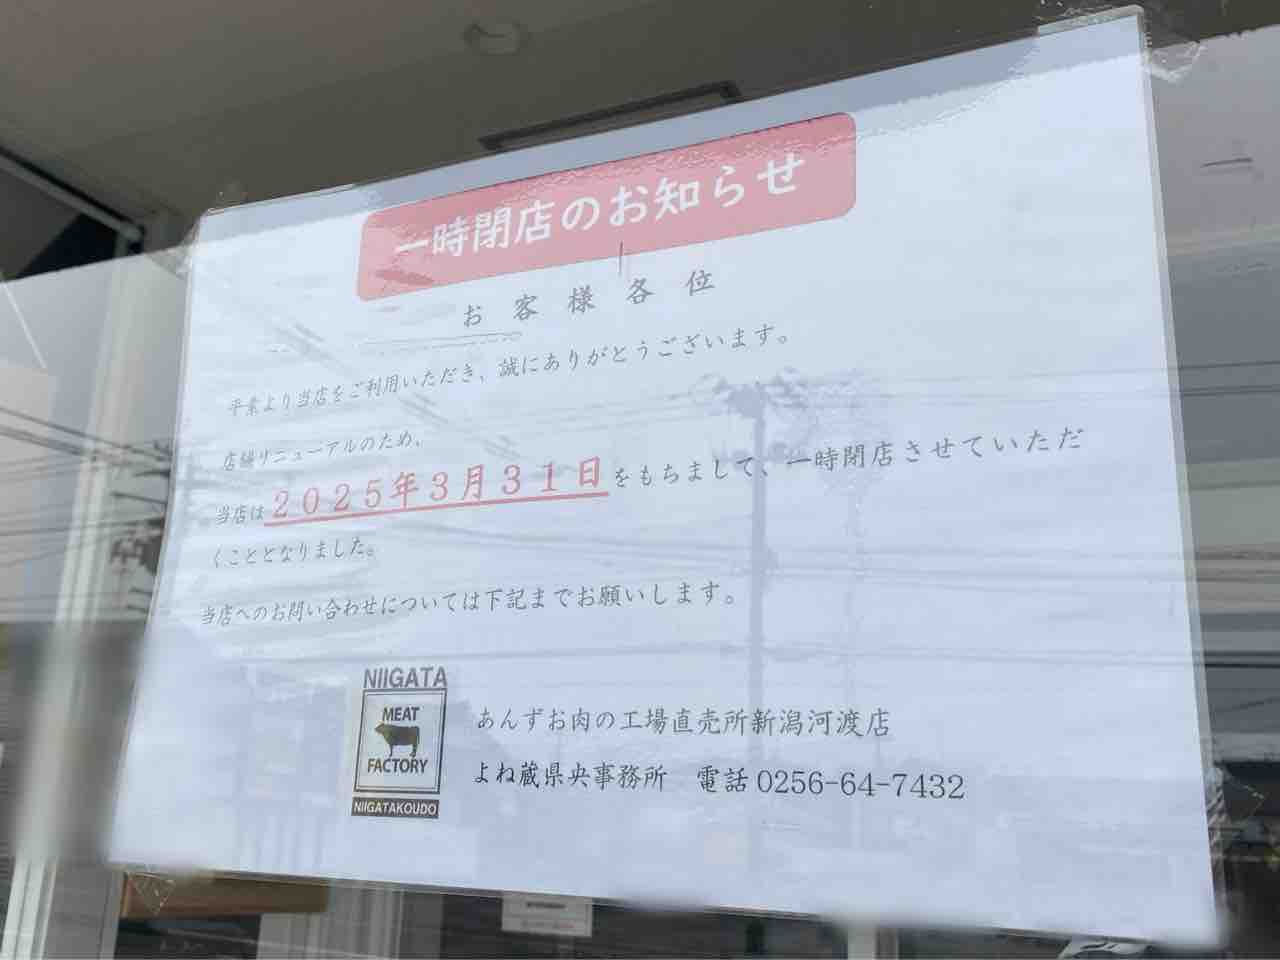 一時閉店のお知らせ
お客様各位
平素より当店をご利用いただき、誠にありがとうございます。
店舗リニューアルのため、
当店は２０２５年３月３１日をもちまして、一時閉店させていただ
くこととなりました。
当店へのお問い合わせについては下記までお願いします。
NIIGATA
MEAT
FACTORY
NIIGATAKOUDO
あんずお肉の工場直売所新潟河渡店
よね蔵県央事務所　電話 0256-64-7432